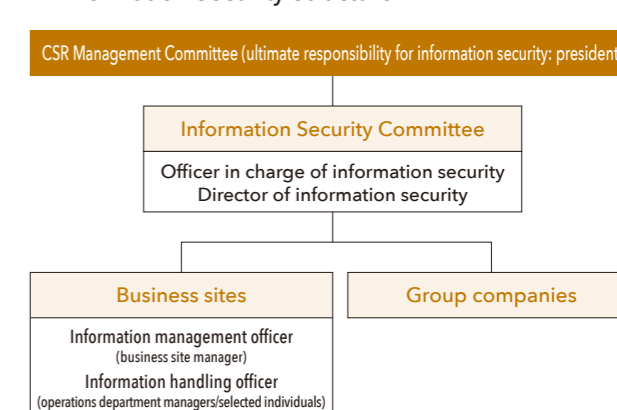 CSR Management Committee (ultimate responsibility for information security: president
Information Security Committee
Officer in charge of information security
Director of information security
Business sites
Group companies
Information management officer
(business site manager)
Information handling officer
(operations department managers/selected individuals)